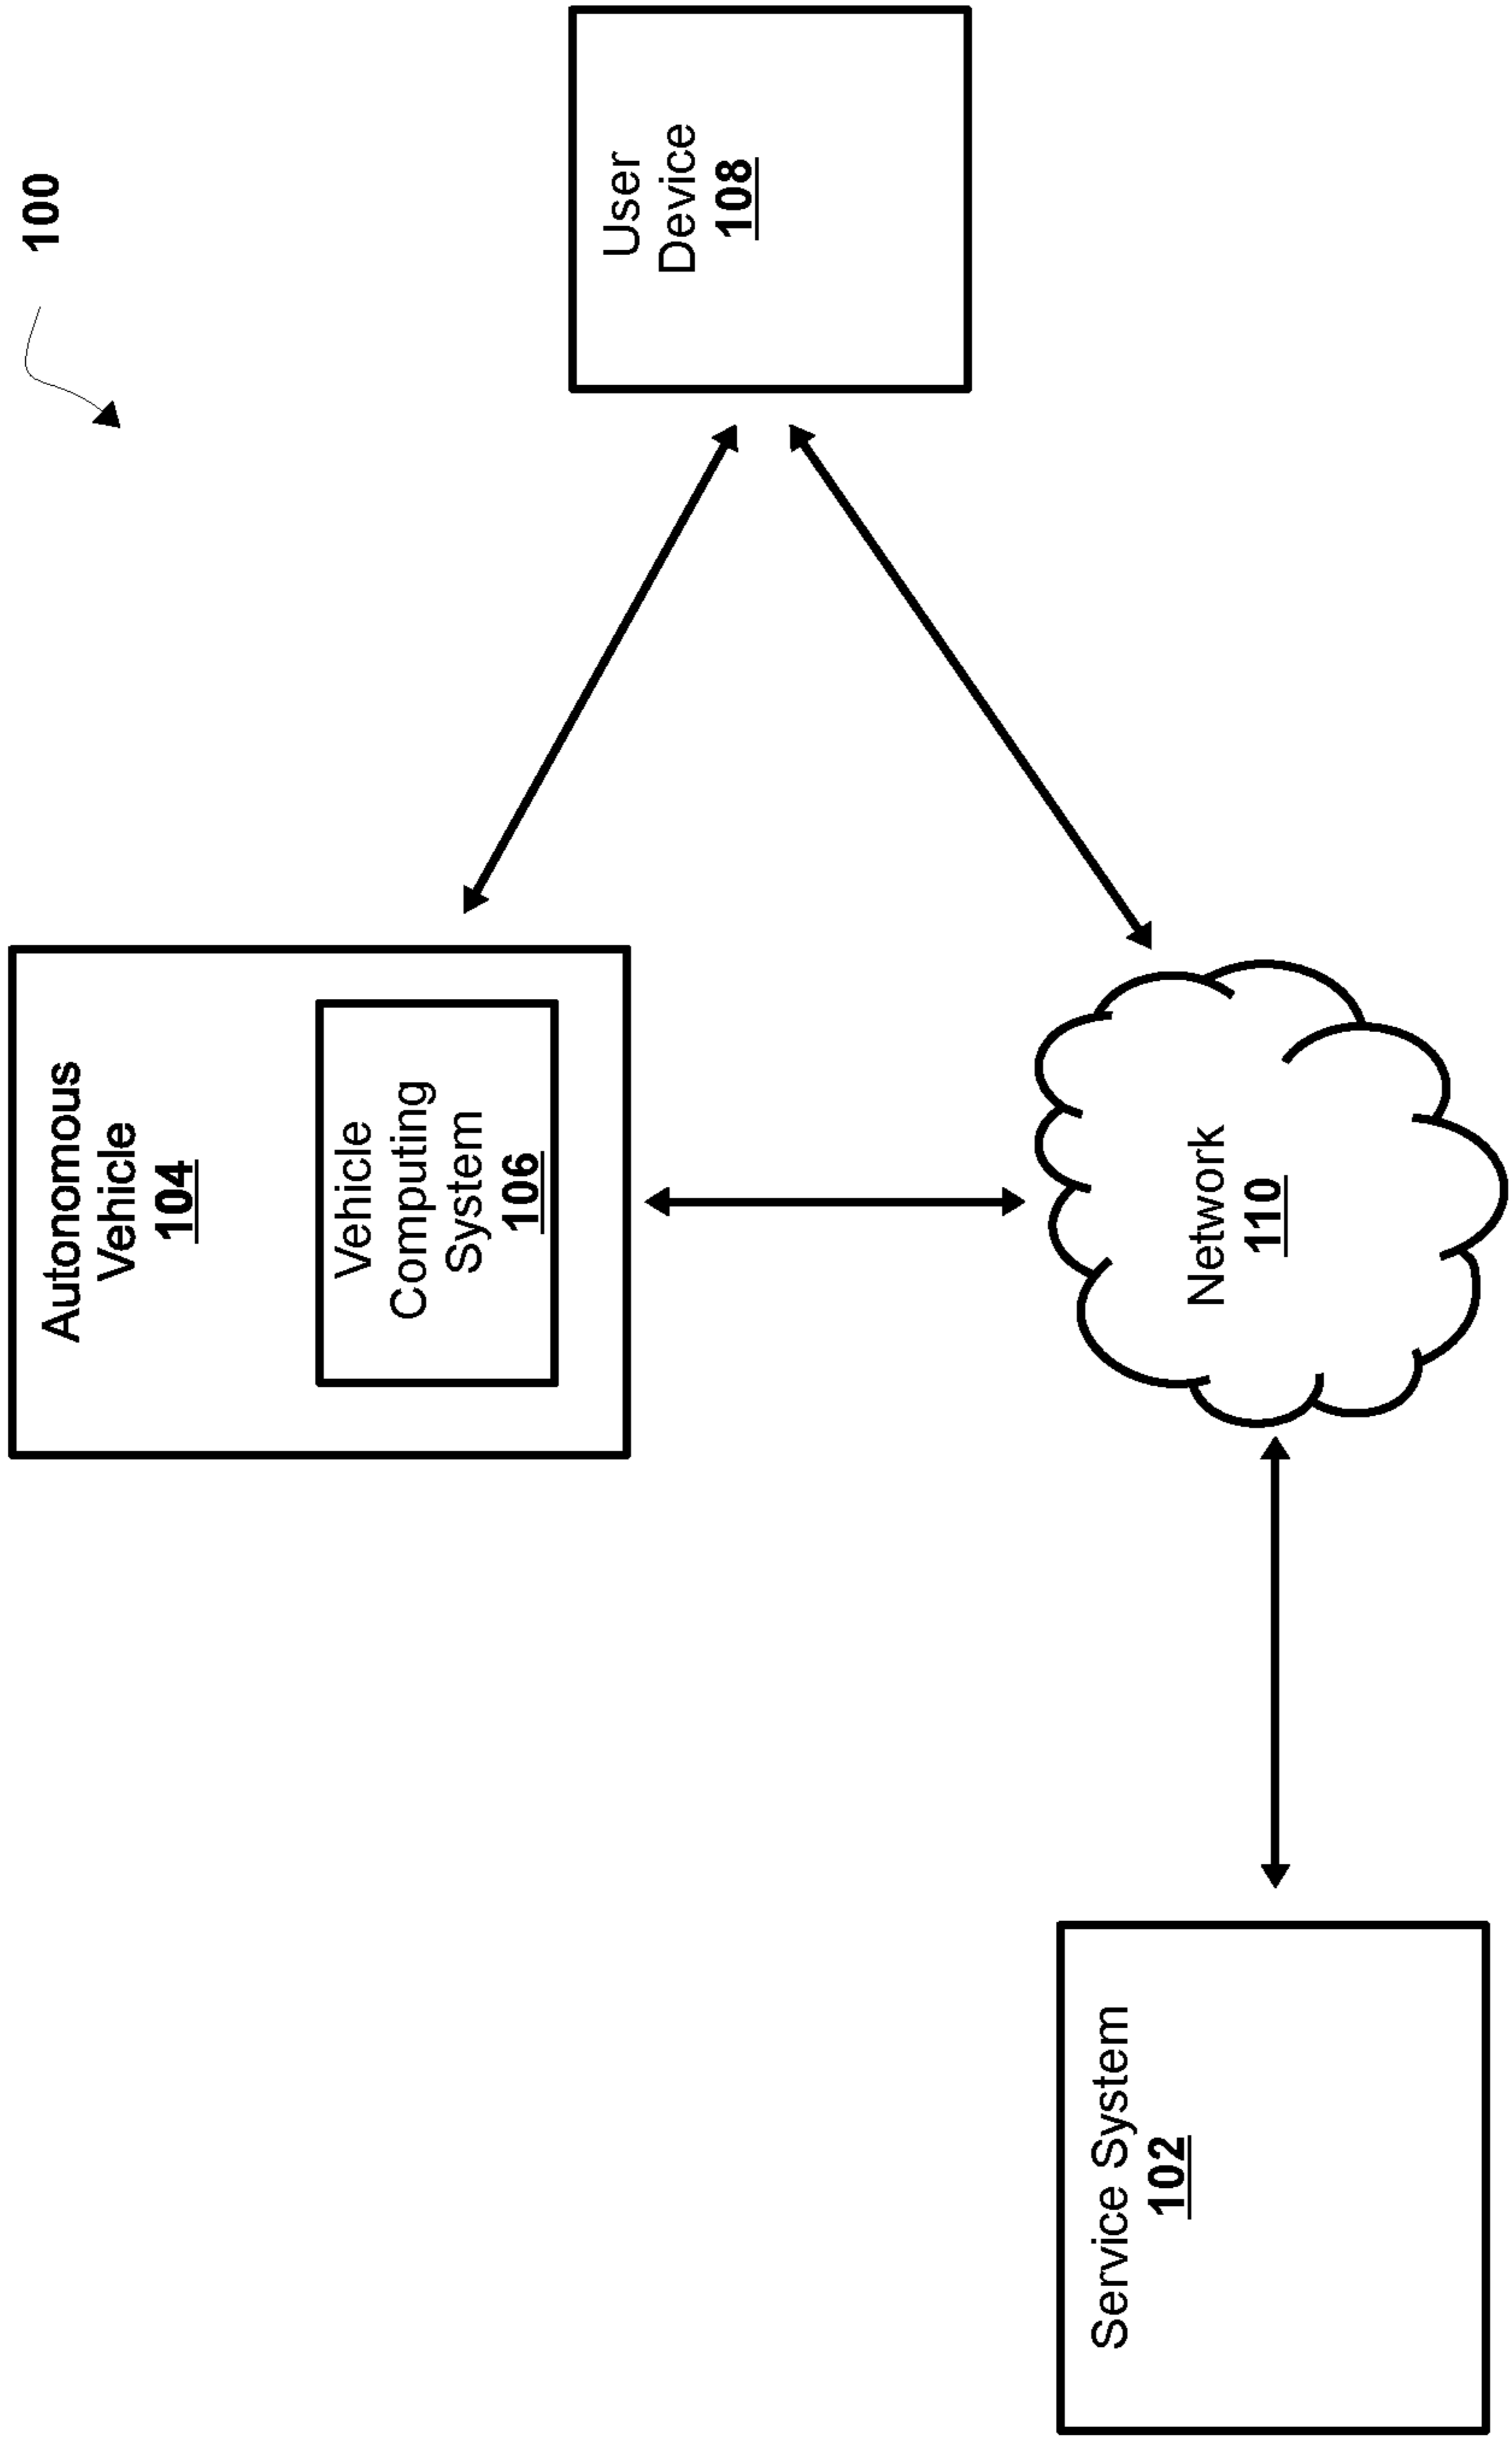 100
Autonomous
Vehicle
104
Vehicle
Computing
System
106
User
Device
108
Service System
102
Network
110